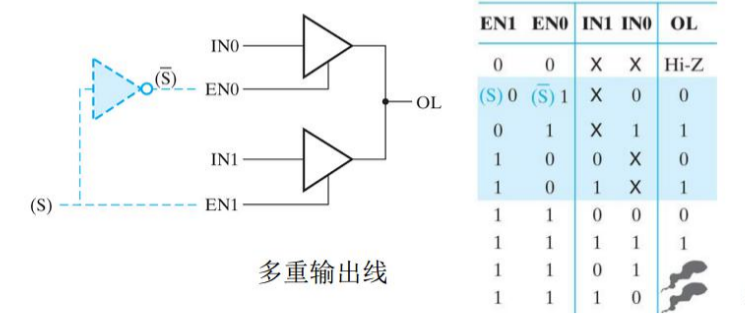 IN0
(S̅)
EN0
OL
IN1
(S)
EN1
多重输出线
EN1 EN0 IN1 IN0 OL
0 0 X X Hi-Z
(S) 0 (S̅) 1 X 0 0
0 1 X 1 1
1 0 0 X 0
1 0 1 X 1
1 1 0 0 0
1 1 1 1 1
1 1 0 1
1 1 1 0